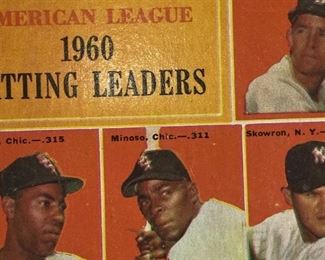 AMERICAN LEAGUE
1960
TTING LEADERS
, Chic.—.315
Minoso, Chic.—.311
Skowron, N. Y.—